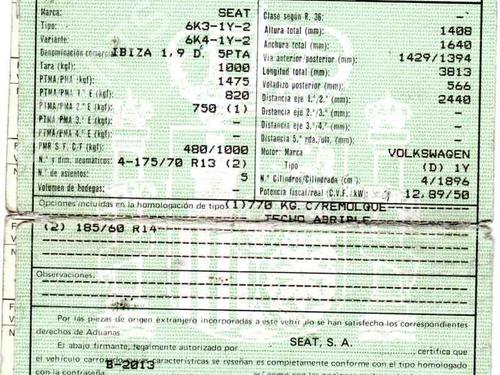 Marca: SEAT
Tipo: 6K3-1Y-2
Variante: 6K4-1Y-2
Denominación comercial IBIZA 1,9 D. 5PTA
Tara (kgf): 1000
PTMA/PMA (kgf): 1475
PTMA/PMA 1.º E (kgf): 820
PTMA/PMA 2.º E (kgf): 750 (1)
PTMA/PMA 3.º E (kgf):
PTMA/PMA 4.º E (kgf):
PMR S.F. C/F (kgf) 480/1000
N.º y dim. neumáticos: 4-175/70 R13 (2)
N.º de asientos: 5
Volumen de bodegas: -
Clase según R. 36: -
Altura total (mm): 1408
Anchura total (mm): 1640
Vía anterior/posterior (mm): 1429/1394
Longitud total (mm): 3813
Voladizo posterior (mm): 566
Distancia eje 1.º/2.º (mm): 2440
Distancia eje 2.º/3.º (mm): -
Distancia eje 3.º/4.º (mm): -
Distancia 5.ª rda./ult. (mm): -
Motor: Marca VOLKSWAGEN
Tipo (D) 1Y
N.º Cilindros/Cilindrada (cm³) 4/1896
Potencia fiscal/real (C.V.F./kW) 12,89/50
Opciones incluidas en la homologación de tipo (1)770 KG. C/REMOLQUE
TECHO ABRIBLE
(2) 185/60 R14
Observaciones:
Por las piezas de origen extranjero incorporadas a este vehículo se han satisfecho los correspondientes
derechos de Aduanas. SEAT, S. A.
El abajo firmante, legalmente autorizado por , certifica que
el vehículo carrozado cuyas características se reseñan es completamente conforme con el tipo homologado
con la contraseña B-2013